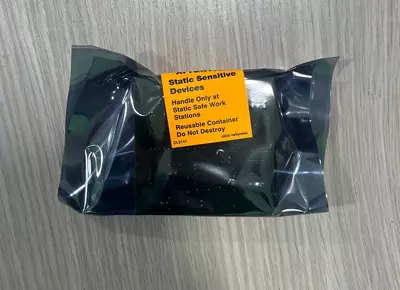 Static Sensitive
Devices
Handle Only at
Static Safe Work
Stations
Reusable Container
Do Not Destroy